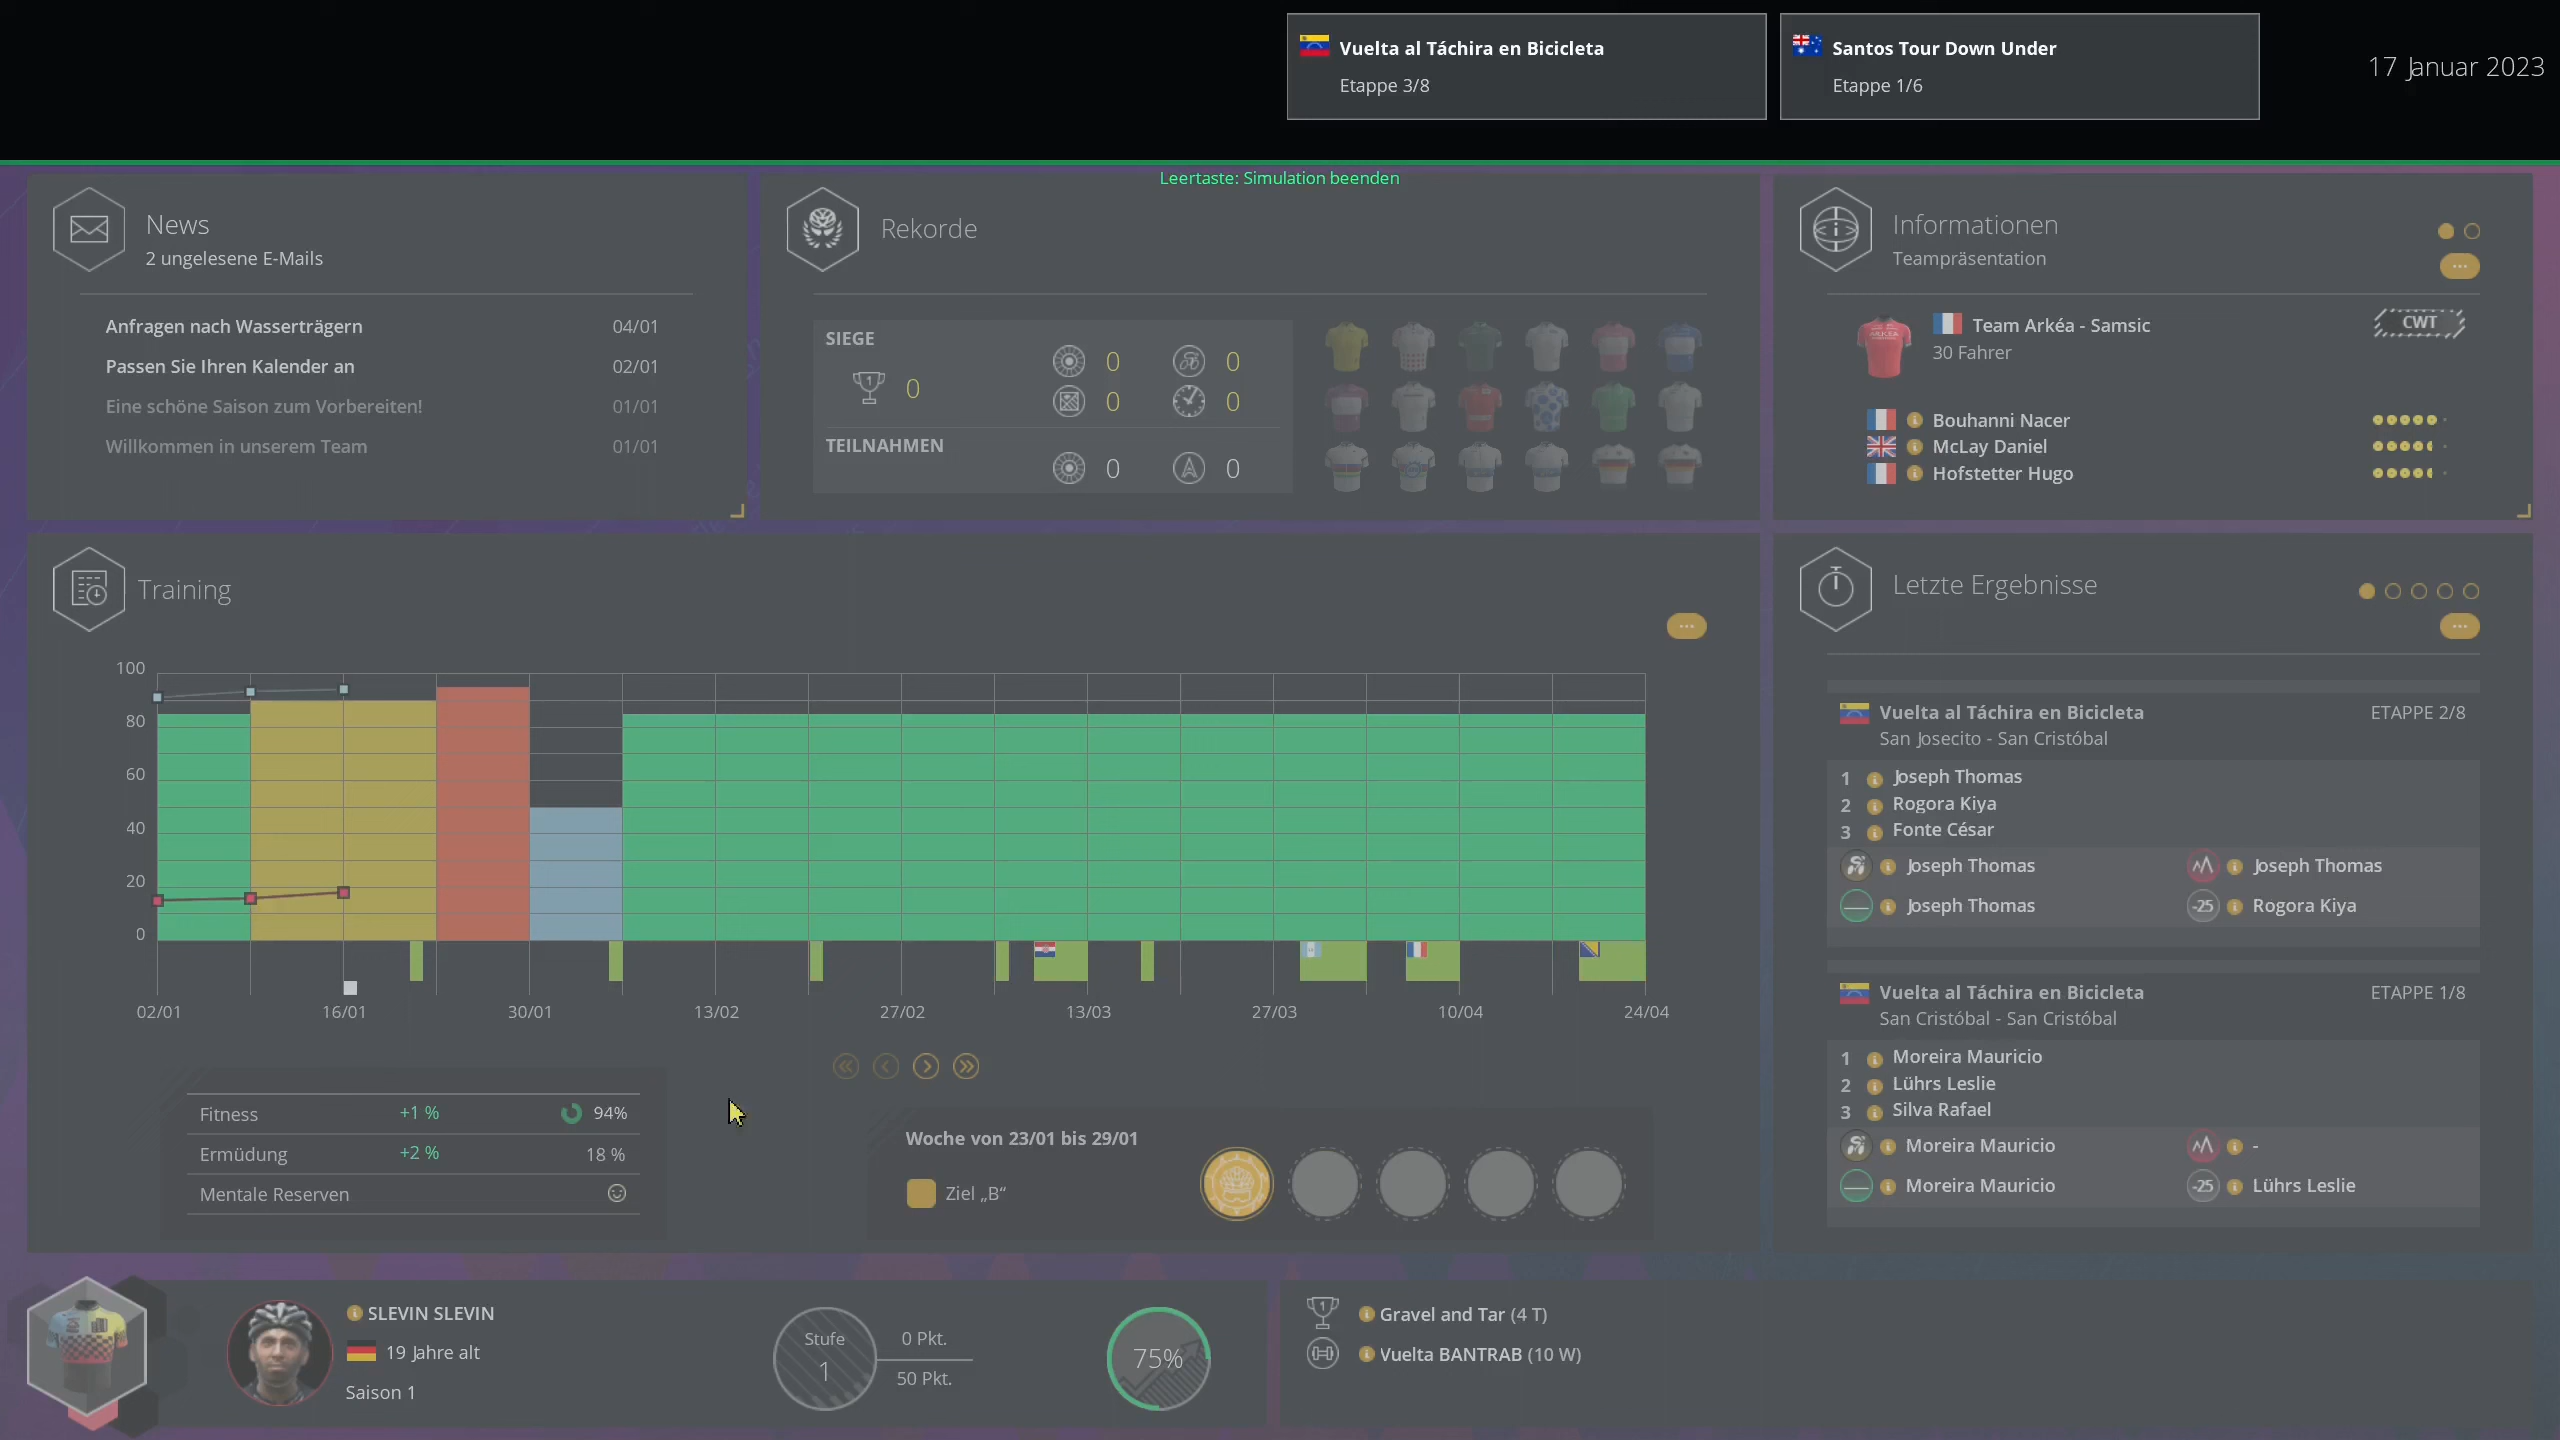 Vuelta al Táchira en Bicicleta
Etappe 3/8
Santos Tour Down Under
Etappe 1/6
17 Januar 2023
Leertaste: Simulation beenden
News
2 ungelesene E-Mails
Anfragen nach Wasserträgern 04/01
Passen Sie Ihren Kalender an 02/01
Eine schöne Saison zum Vorbereiten! 01/01
Willkommen in unserem Team 01/01
Rekorde
SIEGE
0 0 0
0 0
TEILNAHMEN
0 0
Informationen
Teampräsentation
Team Arkéa - Samsic CWT
30 Fahrer
Bouhanni Nacer
McLay Daniel
Hofstetter Hugo
Training
100
80
60
40
20
0
02/01 16/01 30/01 13/02 27/02 13/03 27/03 10/04 24/04
Fitness +1 % 94%
Ermüdung +2 % 18 %
Mentale Reserven
Woche von 23/01 bis 29/01
Ziel „B“
Letzte Ergebnisse
Vuelta al Táchira en Bicicleta ETAPPE 2/8
San Josecito - San Cristóbal
1 Joseph Thomas
2 Rogora Kiya
3 Fonte César
Joseph Thomas Joseph Thomas
Joseph Thomas -25 Rogora Kiya
Vuelta al Táchira en Bicicleta ETAPPE 1/8
San Cristóbal - San Cristóbal
1 Moreira Mauricio
2 Lührs Leslie
3 Silva Rafael
Moreira Mauricio -
Moreira Mauricio -25 Lührs Leslie
SLEVIN SLEVIN
19 Jahre alt
Saison 1
Stufe
1
0 Pkt.
50 Pkt.
75%
Gravel and Tar (4 T)
Vuelta BANTRAB (10 W)